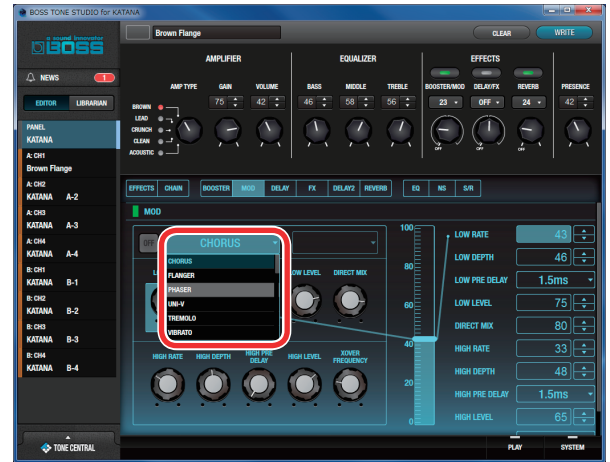 BOSS TONE STUDIO for KATANA
a sound innovator
BOSS
NEWS
1
EDITOR
LIBRARIAN
PANEL
KATANA
A: CH1
Brown Flange
A: CH2
KATANA A-2
A: CH3
KATANA A-3
A: CH4
KATANA A-4
B: CH1
KATANA B-1
B: CH2
KATANA B-2
B: CH3
KATANA B-3
B: CH4
KATANA B-4
TONE CENTRAL
Brown Flange
CLEAR
WRITE
AMPLIFIER
EQUALIZER
EFFECTS
AMP TYPE GAIN VOLUME
BASS MIDDLE TREBLE
BOOSTER/MOD DELAY/FX REVERB
PRESENCE
75 42
46 58 56
23 OFF 24
42
BROWN
LEAD
CRUNCH
CLEAN
ACOUSTIC
OFF OFF OFF
EFFECTS CHAIN
BOOSTER MOD DELAY FX DELAY2 REVERB
EQ NS S/R
MOD
OFF
CHORUS
CHORUS
FLANGER
PHASER
UNI-V
TREMOLO
VIBRATO
LOW LEVEL DIRECT MIX
HIGH RATE HIGH DEPTH HIGH PRE DELAY HIGH LEVEL XOVER FREQUENCY
100
80
60
40
20
0
LOW RATE 43
LOW DEPTH 46
LOW PRE DELAY 1.5ms
LOW LEVEL 75
DIRECT MIX 80
HIGH RATE 33
HIGH DEPTH 48
HIGH PRE DELAY 1.5ms
HIGH LEVEL 65
PLAY
SYSTEM